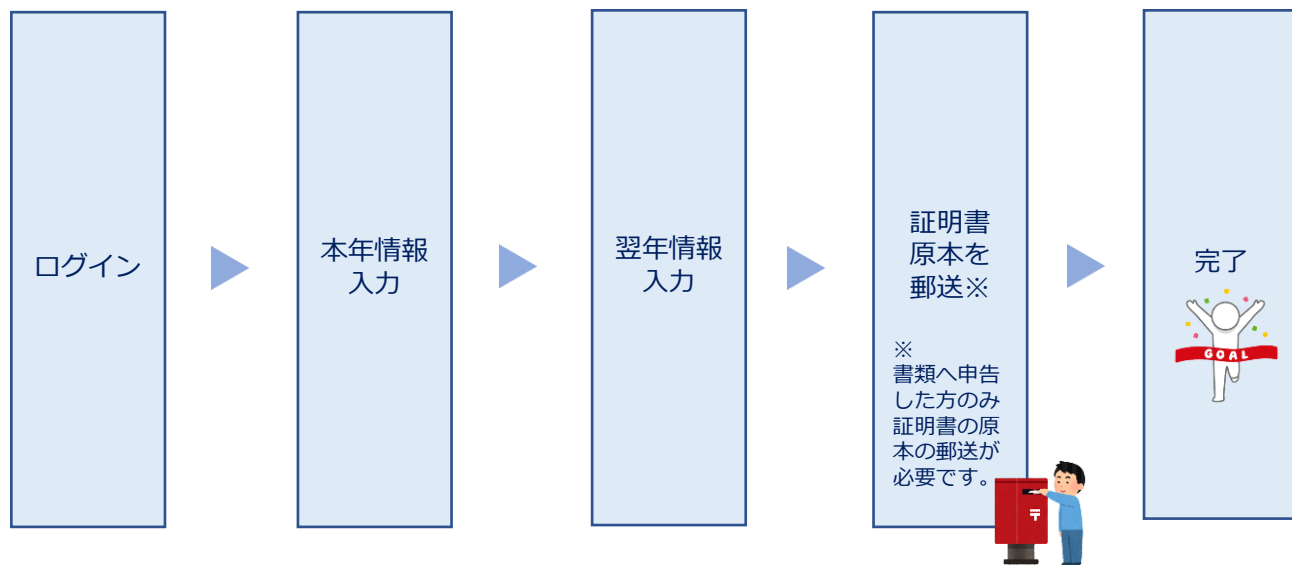 ログイン
本年情報
入力
翌年情報
入力
証明書
原本を
郵送※
※
書類へ申告
した方のみ
証明書の原
本の郵送が
必要です。
〒
完了
GOAL